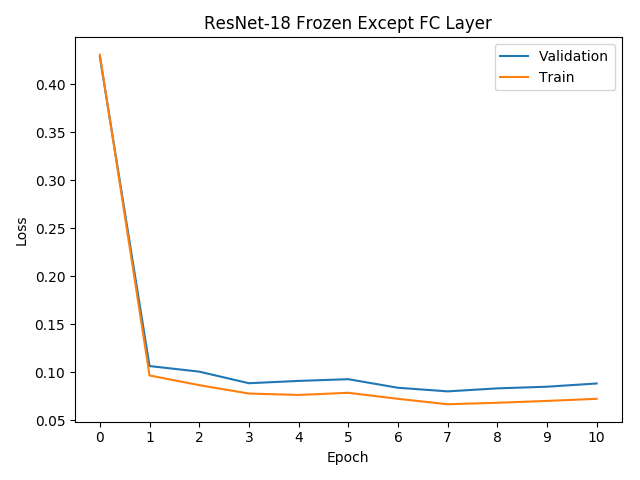 ResNet-18 Frozen Except FC Layer
Validation
Train
Loss
0.40
0.35
0.30
0.25
0.20
0.15
0.10
0.05
0 1 2 3 4 5 6 7 8 9 10
Epoch